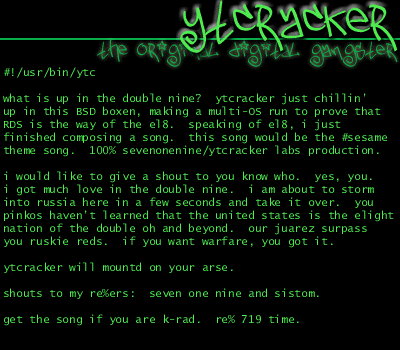 ytcracker
the original digital gangster
#!/usr/bin/ytc
what is up in the double nine?  ytcracker just chillin'
up in this BSD boxen, making a multi-OS run to prove that
RDS is the way of the el8.  speaking of el8, i just
finished composing a song.  this song would be the #sesame
theme song.  100% sevenonenine/ytcracker labs production.
i would like to give a shout to you know who.  yes, you.
i got much love in the double nine.  i am about to storm
into russia here in a few seconds and take it over.  you
pinkos haven't learned that the united states is the elight
nation of the double oh and beyond.  our juarez surpass
you ruskie reds.  if you want warfare, you got it.
ytcracker will mountd on your arse.
shouts to my re%ers:  seven one nine and sistom.
get the song if you are k-rad.  re% 719 time.